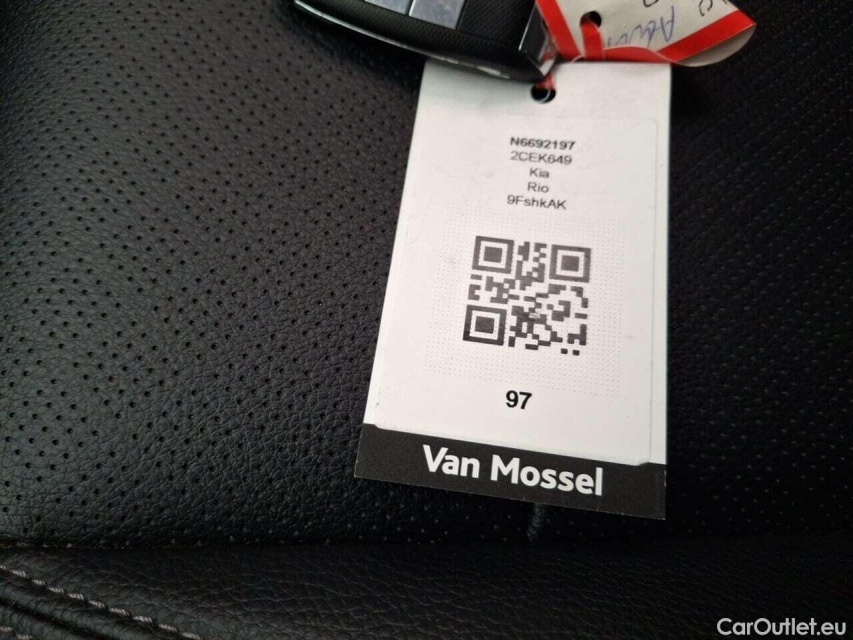 N6692197
2CEK649
Kia
Rio
9FshkAK
97
Van Mossel
CarOutlet.eu